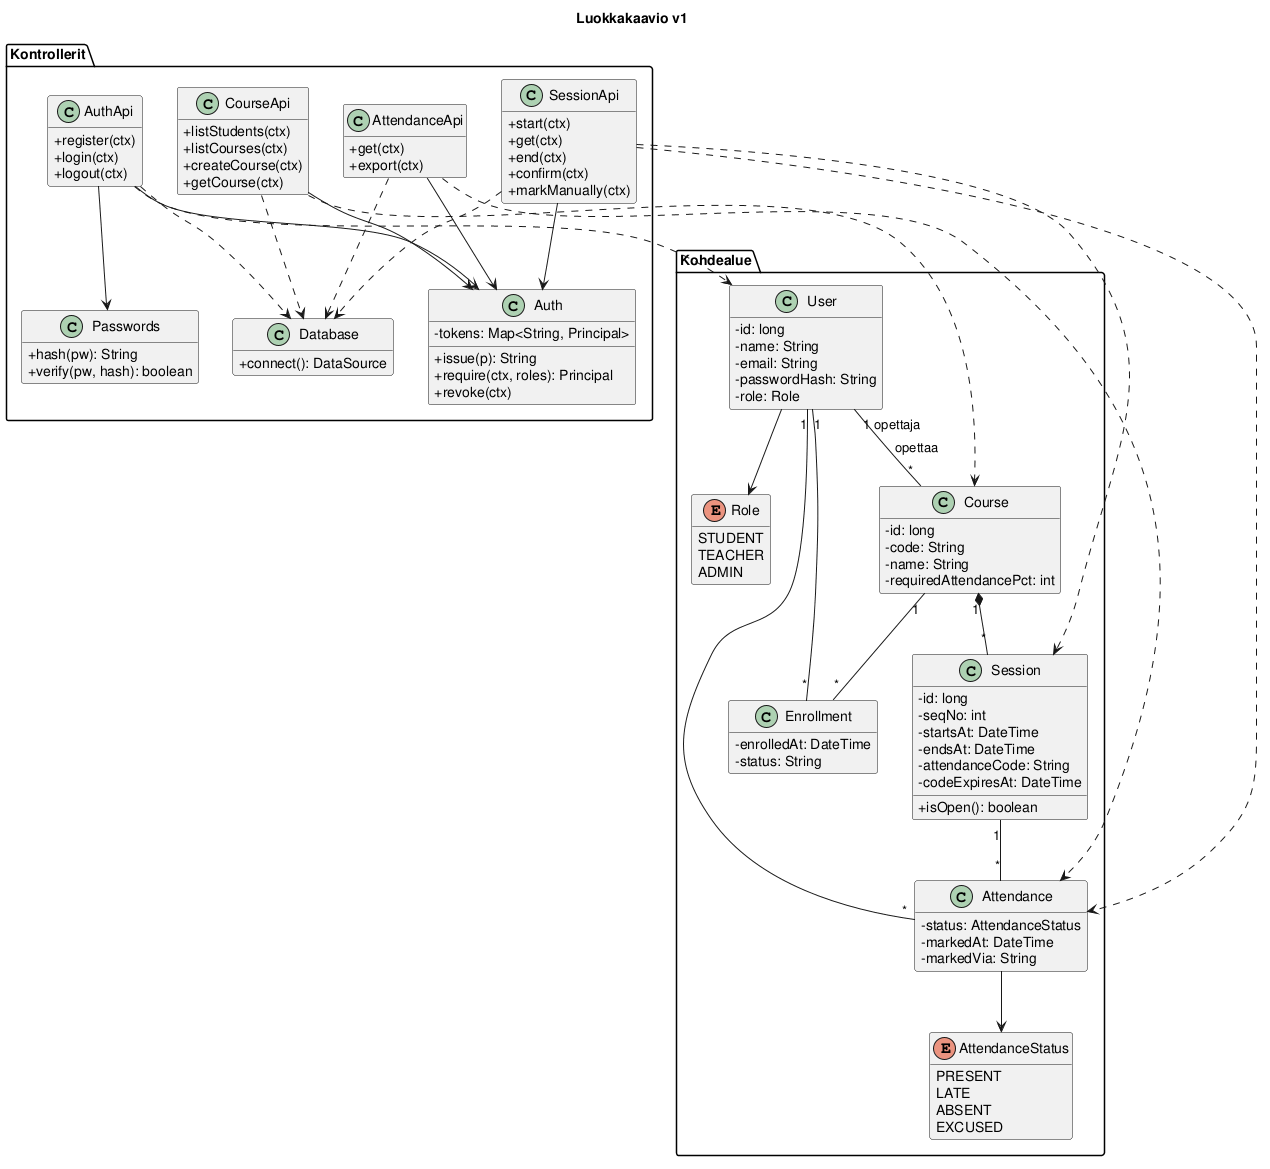 Luokkakaavio v1
Kontrollerit
C AuthApi
+register(ctx)
+login(ctx)
+logout(ctx)
C CourseApi
+listStudents(ctx)
+listCourses(ctx)
+createCourse(ctx)
+getCourse(ctx)
C AttendanceApi
+get(ctx)
+export(ctx)
C SessionApi
+start(ctx)
+get(ctx)
+end(ctx)
+confirm(ctx)
+markManually(ctx)
C Passwords
+hash(pw): String
+verify(pw, hash): boolean
C Database
+connect(): DataSource
C Auth
-tokens: Map<String, Principal>
+issue(p): String
+require(ctx, roles): Principal
+revoke(ctx)
Kohdealue
C User
-id: long
-name: String
-email: String
-passwordHash: String
-role: Role
1
1
1 opettaja
opettaa
*
E Role
STUDENT
TEACHER
ADMIN
C Course
-id: long
-code: String
-name: String
-requiredAttendancePct: int
1
1
*
*
*
C Enrollment
-enrolledAt: DateTime
-status: String
C Session
-id: long
-seqNo: int
-startsAt: DateTime
-endsAt: DateTime
-attendanceCode: String
-codeExpiresAt: DateTime
+isOpen(): boolean
1
*
*
C Attendance
-status: AttendanceStatus
-markedAt: DateTime
-markedVia: String
E AttendanceStatus
PRESENT
LATE
ABSENT
EXCUSED